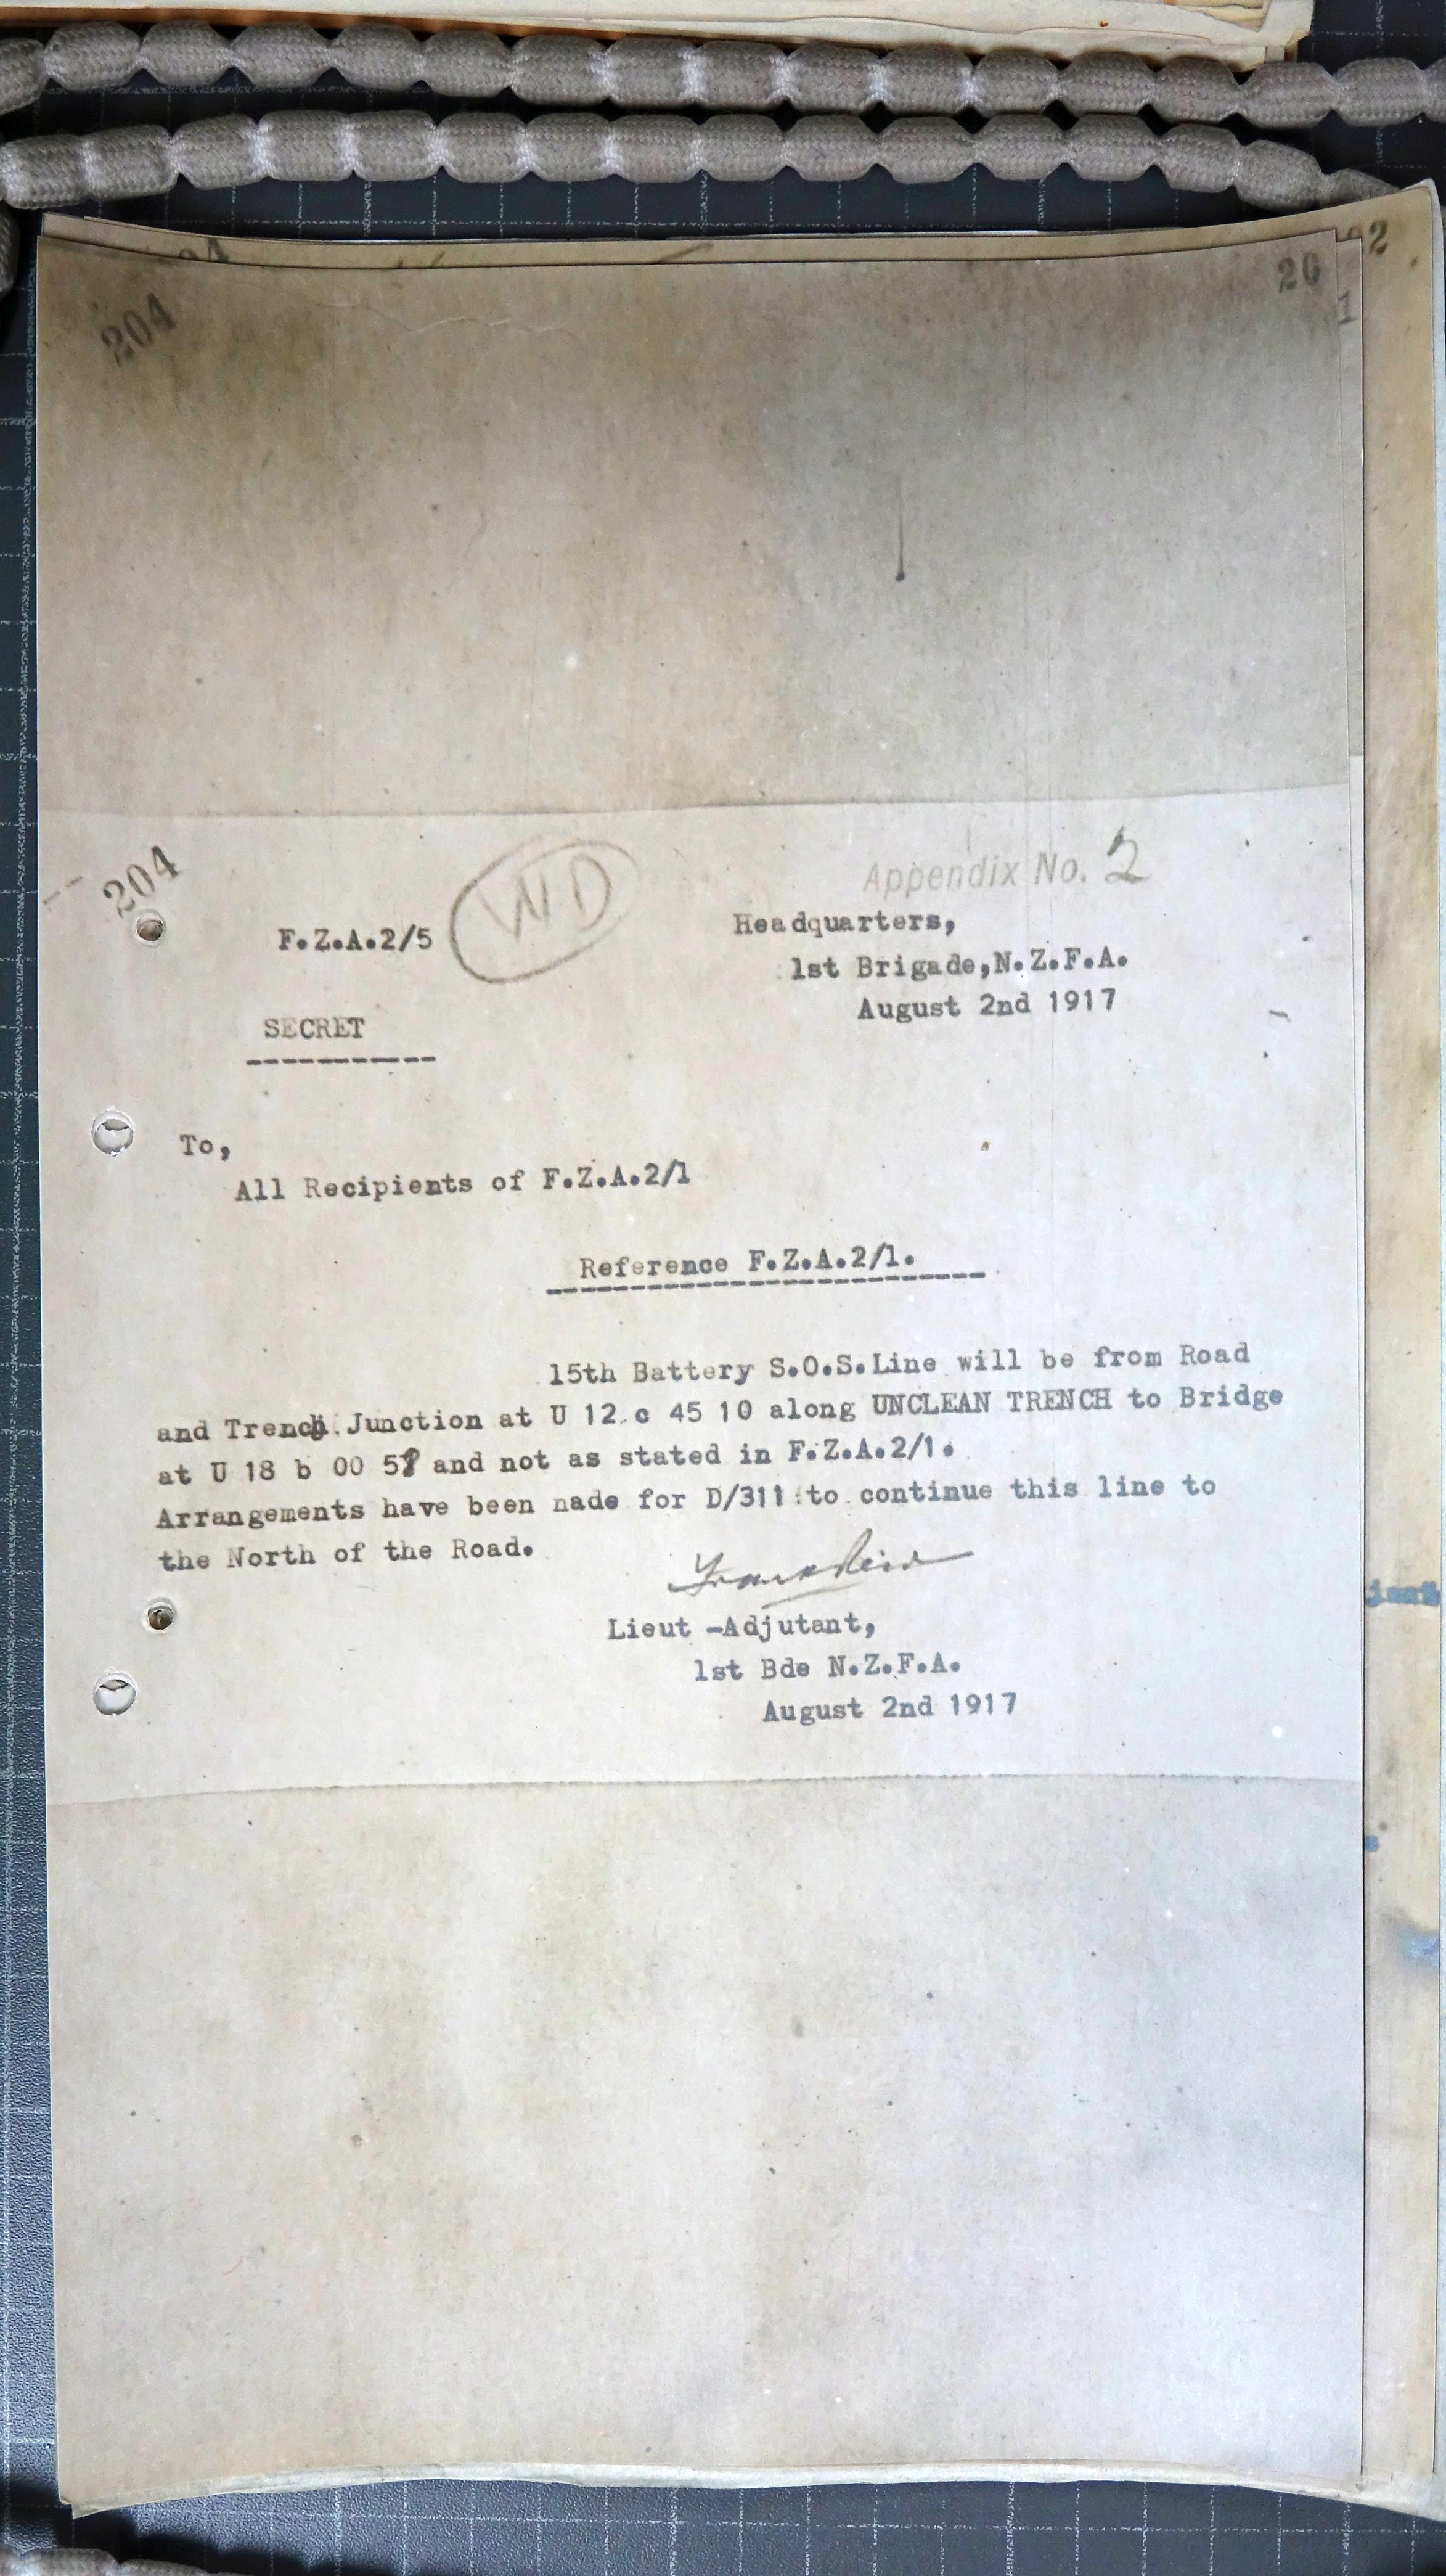 02
20
1
204
204
Appendix No. 2
WD
F.Z.A.2/5
Headquarters,
1st Brigade,N.Z.F.A.
August 2nd 1917
SECRET
To,
All Recipients of F.Z.A.2/1
Reference F.Z.A.2/1.
15th Battery S.O.S.Line will be from Road
and Trench Junction at U 12 c 45 10 along UNCLEAN TRENCH to Bridge
at U 18 b 00 and not as stated in F.Z.A.2/1.
Arrangements have been nade for D/311 to continue this line to
the North of the Road.
Lieut -Adjutant,
1st Bde N.Z.F.A.
August 2nd 1917